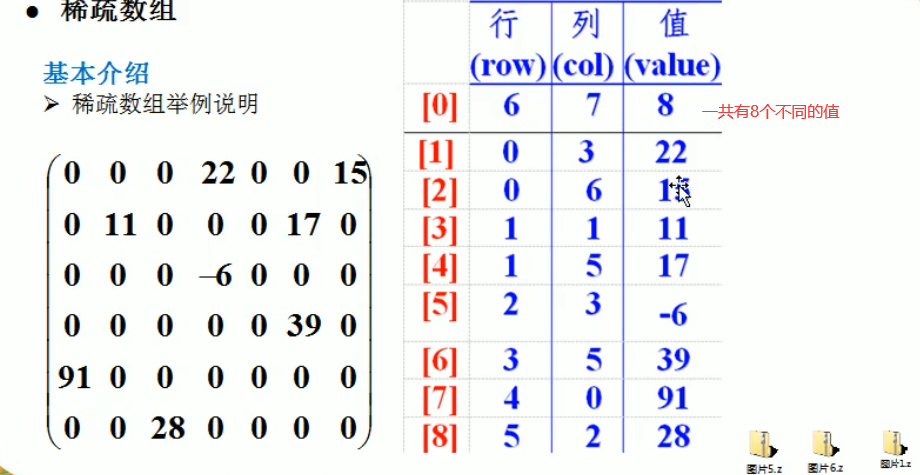 ● 稀疏数组
基本介绍
➢ 稀疏数组举例说明
0 0 0 22 0 0 15
0 11 0 0 0 17 0
0 0 0 –6 0 0 0
0 0 0 0 0 39 0
91 0 0 0 0 0 0
0 0 28 0 0 0 0
行 列 值
(row) (col) (value)
[0] 6 7 8 一共有8个不同的值
[1] 0 3 22
[2] 0 6 15
[3] 1 1 11
[4] 1 5 17
[5] 2 3 -6
[6] 3 5 39
[7] 4 0 91
[8] 5 2 28
图片5.z 图片6.z 图片1.z